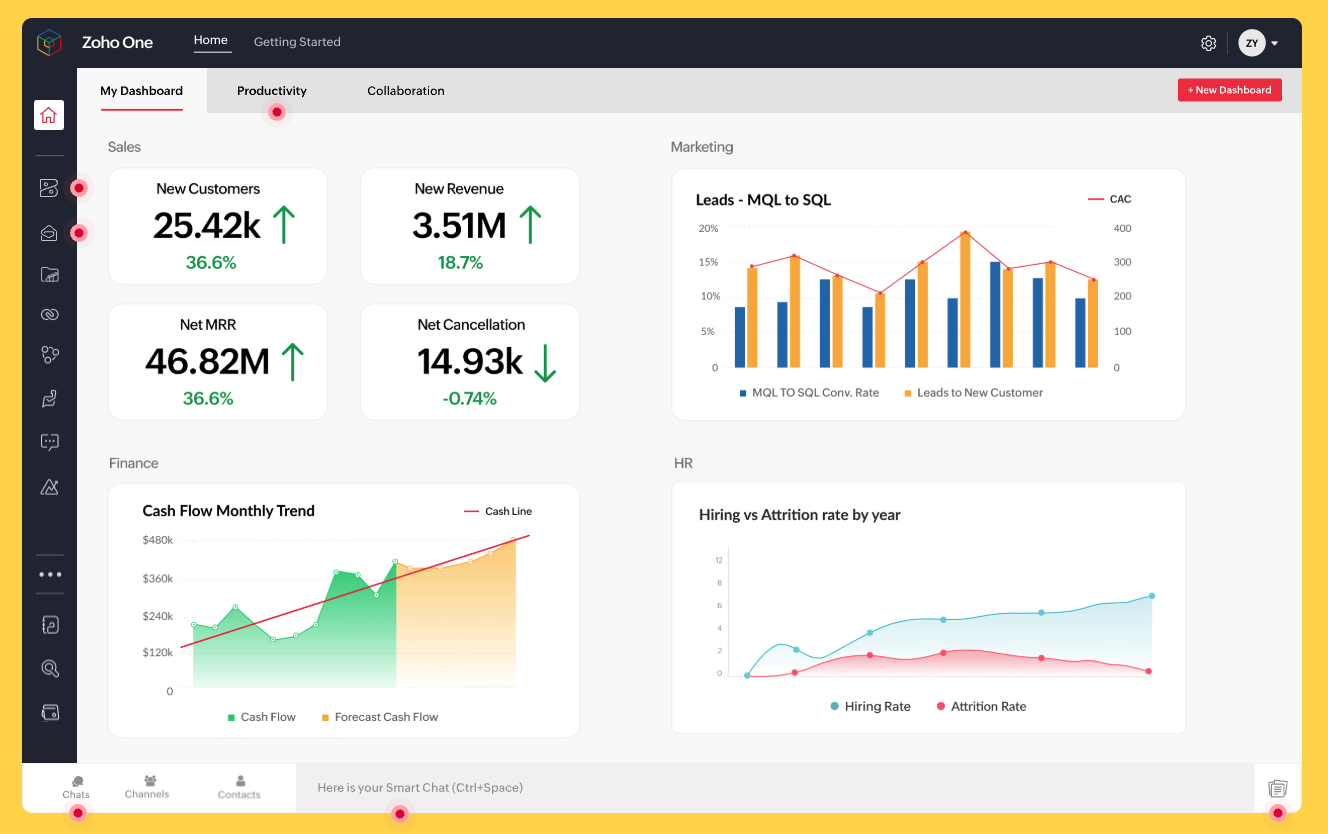 Zoho One
Home
Getting Started
ZY
My Dashboard
Productivity
Collaboration
+ New Dashboard
Sales
New Customers
25.42k
36.6%
New Revenue
3.51M
18.7%
Net MRR
46.82M
36.6%
Net Cancellation
14.93k
-0.74%
Marketing
Leads - MQL to SQL
CAC
20%
15%
10%
5%
0
400
300
200
100
0
MQL TO SQL Conv. Rate
Leads to New Customer
Finance
Cash Flow Monthly Trend
Cash Line
$480k
$360k
$240k
$120k
0
Cash Flow
Forecast Cash Flow
HR
Hiring vs Attrition rate by year
12
8
6
4
2
0
Hiring Rate
Attrition Rate
Chats
Channels
Contacts
Here is your Smart Chat (Ctrl+Space)